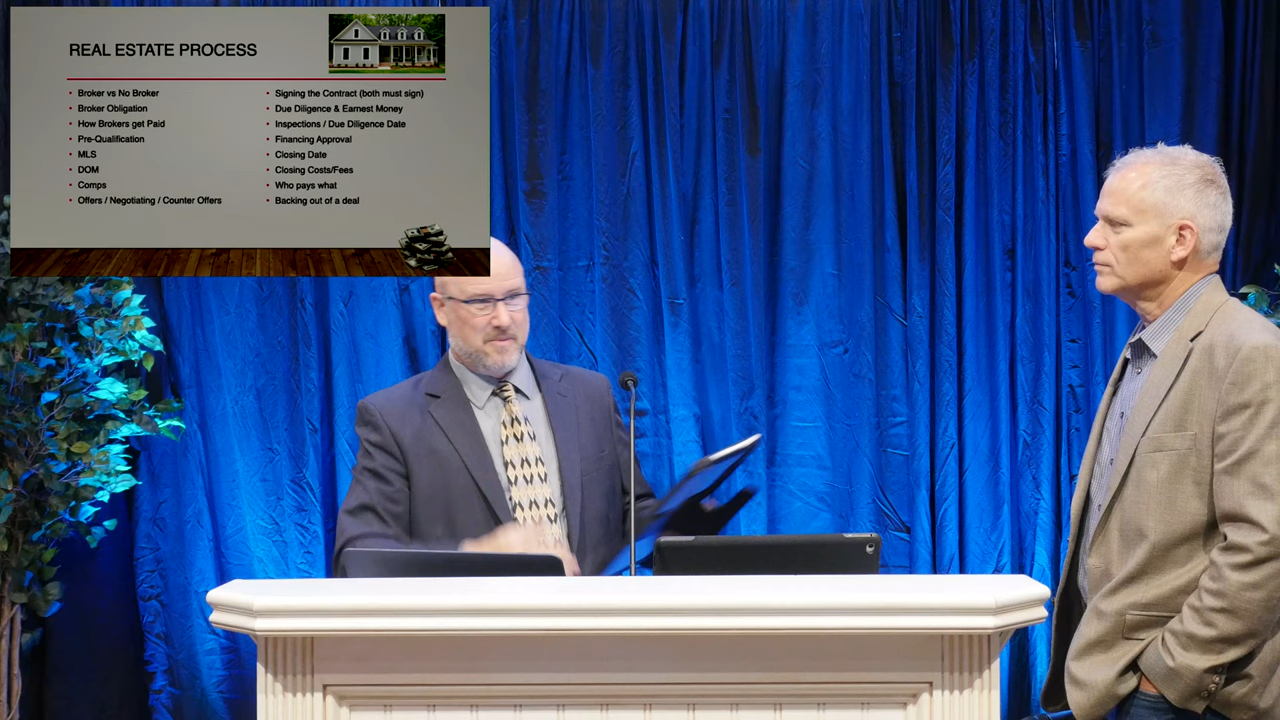 REAL ESTATE PROCESS
Broker vs No Broker
Broker Obligation
How Brokers get Paid
Pre-Qualification
MLS
DOM
Comps
Offers / Negotiating / Counter Offers
Signing the Contract (both must sign)
Due Diligence & Earnest Money
Inspections / Due Diligence Date
Financing Approval
Closing Date
Closing Costs/Fees
Who pays what
Backing out of a deal